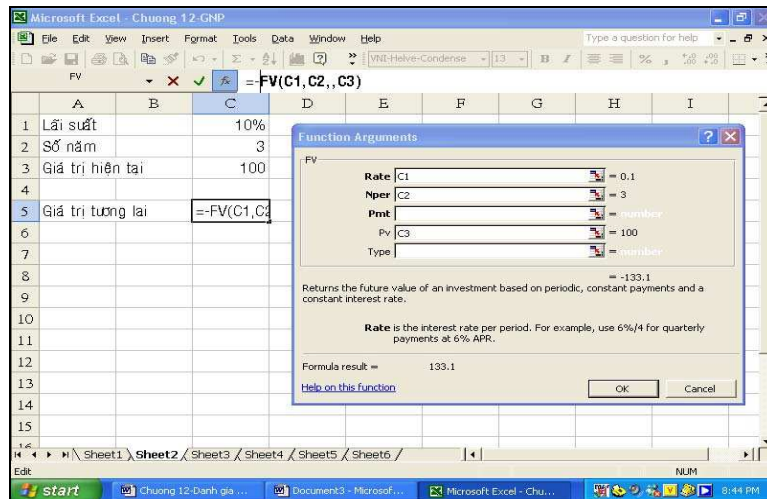 Microsoft Excel - Chuong 12-GNP
File Edit View Insert Format Tools Data Window Help Type a question for help
VNI-Helve-Condense 13 B I
FV =-FV(C1,C2,,C3)
A B C D E F G H I
1 Lãi suất 10%
2 Số năm 3
3 Giá trị hiện tại 100
4
5 Giá trị tương lai =-FV(C1,C2
6
7
8
9
10
11
12
13
14
15
16
Function Arguments
FV
Rate C1 = 0.1
Nper C2 = 3
Pmt = number
Pv C3 = 100
Type = number
= -133.1
Returns the future value of an investment based on periodic, constant payments and a
constant interest rate.
Rate is the interest rate per period. For example, use 6%/4 for quarterly
payments at 6% APR.
Formula result = 133.1
Help on this function OK Cancel
Sheet1 Sheet2 Sheet3 Sheet4 Sheet5 Sheet6
Edit NUM
start Chuong 12-Danh gia ... Document3 - Microsof... Microsoft Excel - Chu... 8:44 PM